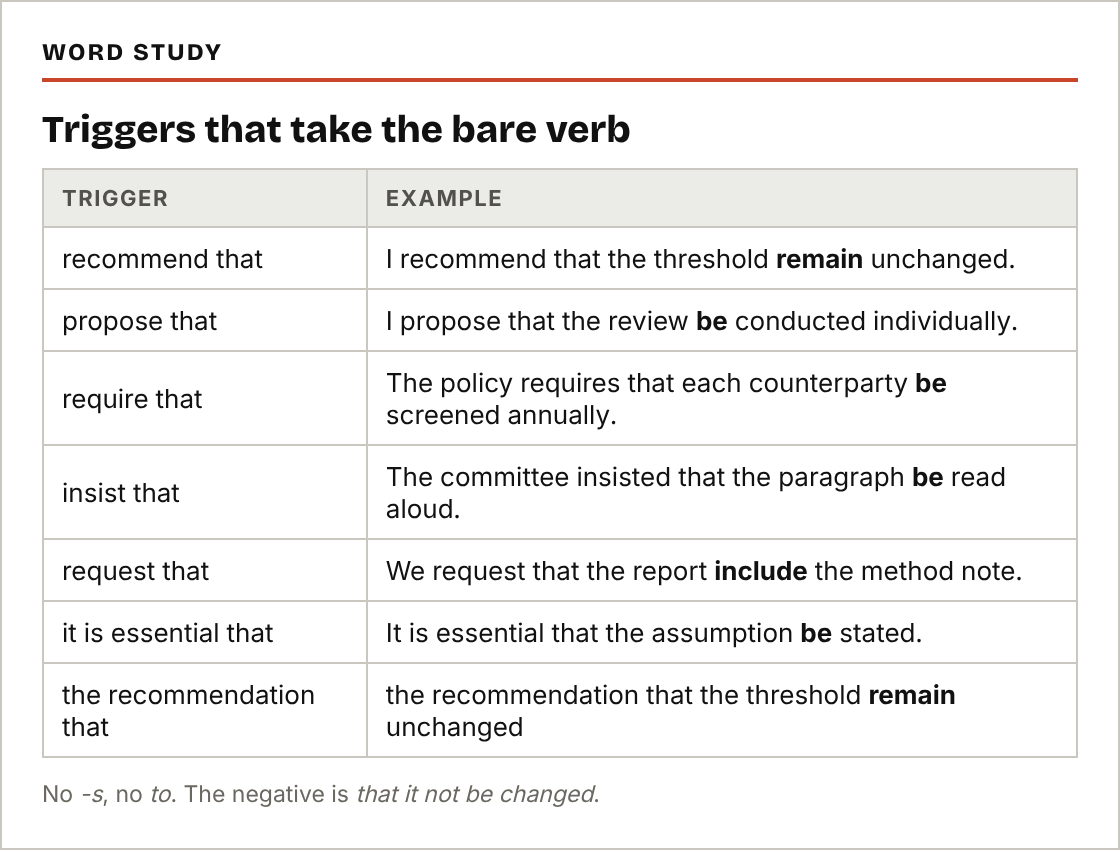 WORD STUDY
Triggers that take the bare verb
TRIGGER EXAMPLE
recommend that I recommend that the threshold remain unchanged.
propose that I propose that the review be conducted individually.
require that The policy requires that each counterparty be
screened annually.
insist that The committee insisted that the paragraph be read
aloud.
request that We request that the report include the method note.
it is essential that It is essential that the assumption be stated.
the recommendation the recommendation that the threshold remain
that unchanged
No -s, no to. The negative is that it not be changed.